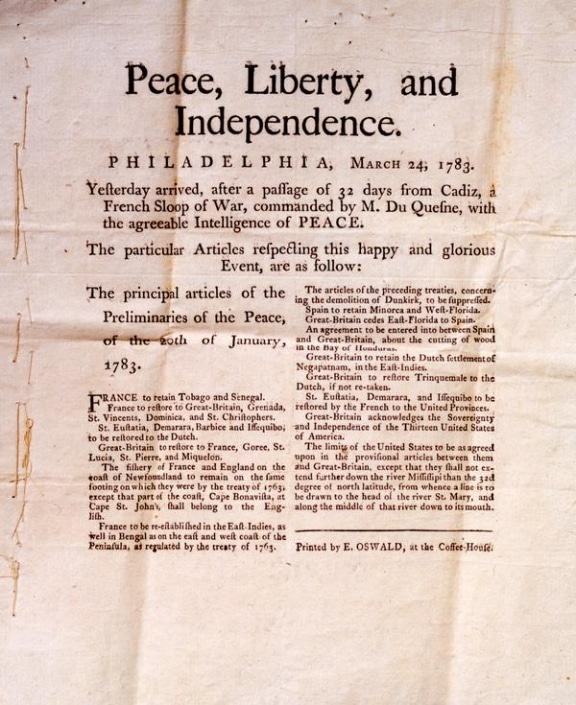 Peace, Liberty, and
Independence.
PHILADELPHIA, MARCH 24, 1783.
Yeſterday arrived, after a paſſage of 32 days from Cadiz, a
French Sloop of War, commanded by M. Du Queſne, with
the agreeable Intelligence of PEACE.
The particular Articles reſpecting this happy and glorious
Event, are as follow:
The principal articles of the
Preliminaries of the Peace,
of the 20th of January,
1783.
FRANCE to retain Tobago and Senegal.
France to reſtore to Great-Britain, Grenada,
St. Vincents, Dominica, and St. Chriſtophers.
St. Euſtatia, Demarara, Barbice and Iſſequibo,
to be reſtored to the Dutch.
Great-Britain to reſtore to France, Goree, St.
Lucia, St. Pierre, and Miquelon.
The fiſhery of France and England on the
coaſt of Newfoundland to remain on the ſame
footing on which they were by the treaty of 1763,
except that part of the coaſt, Cape Bonaviſta, at
Cape St. John's, ſhall belong to the Eng-
liſh.
France to be re-eſtabliſhed in the Eaſt-Indies, as
well in Bengal as on the eaſt and weſt coaſt of the
Peninſula, as regulated by the treaty of 1763.
The articles of the preceding treaties, concern-
ing the demolition of Dunkirk, to be ſuppreſſed.
Spain to retain Minorca and Weſt-Florida.
Great-Britain cedes Eaſt-Florida to Spain.
An agreement to be entered into between Spain
and Great-Britain, about the cutting of wood
in the Bay of Honduras.
Great-Britain to retain the Dutch ſettlement of
Negapatnam, in the Eaſt-Indies.
Great-Britain to reſtore Trinquemale to the
Dutch, if not re-taken.
St. Euſtatia, Demarara, and Iſſequibo to be
reſtored by the French to the United Provinces.
Great-Britain acknowledges the Sovereignty
and Independence of the Thirteen United States
of America.
The limits of the United States to be as agreed
upon in the proviſional articles between them
and Great-Britain, except that they ſhall not ex-
tend further down the river Miſſiſipi than the 32d
degree of north latitude, from whence a line is to
be drawn to the head of the river St. Mary, and
along the middle of that river down to its mouth.
Printed by E. OSWALD, at the Coffee-Houſe.